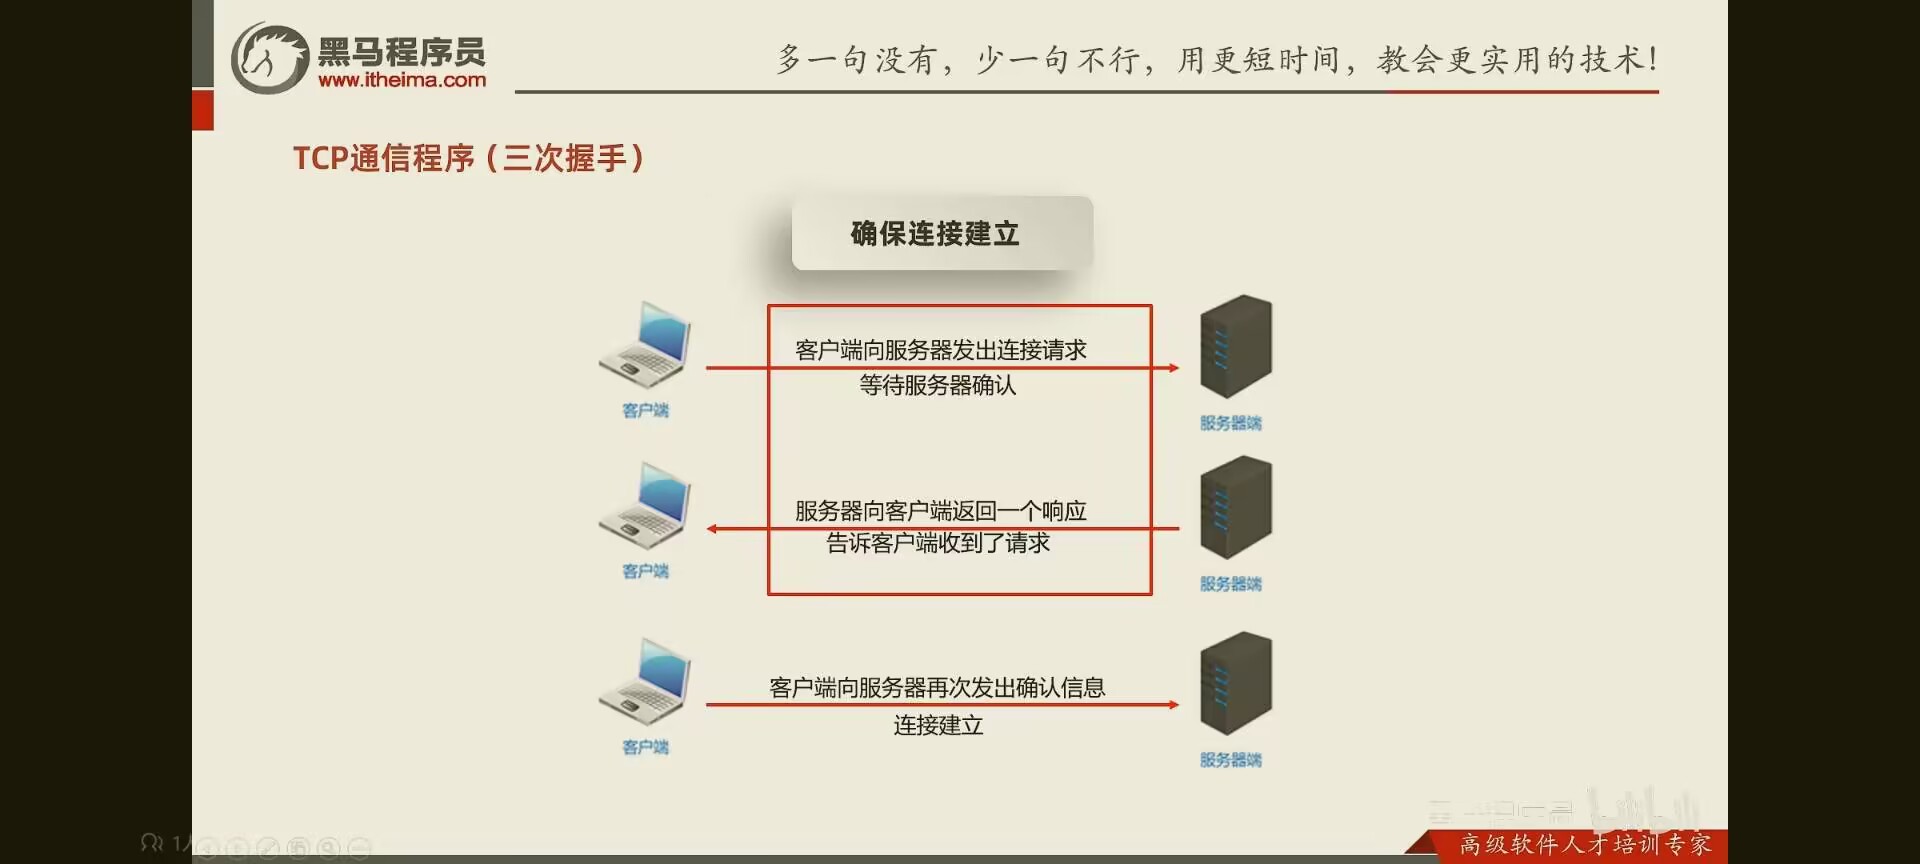 黑马程序员
www.itheima.com
多一句没有，少一句不行，用更短时间，教会更实用的技术！
TCP通信程序（三次握手）
确保连接建立
客户端向服务器发出连接请求
等待服务器确认
客户端
服务器端
服务器向客户端返回一个响应
告诉客户端收到了请求
客户端
服务器端
客户端向服务器再次发出确认信息
连接建立
客户端
服务器端
bilibili
高级软件人才培训专家
1人